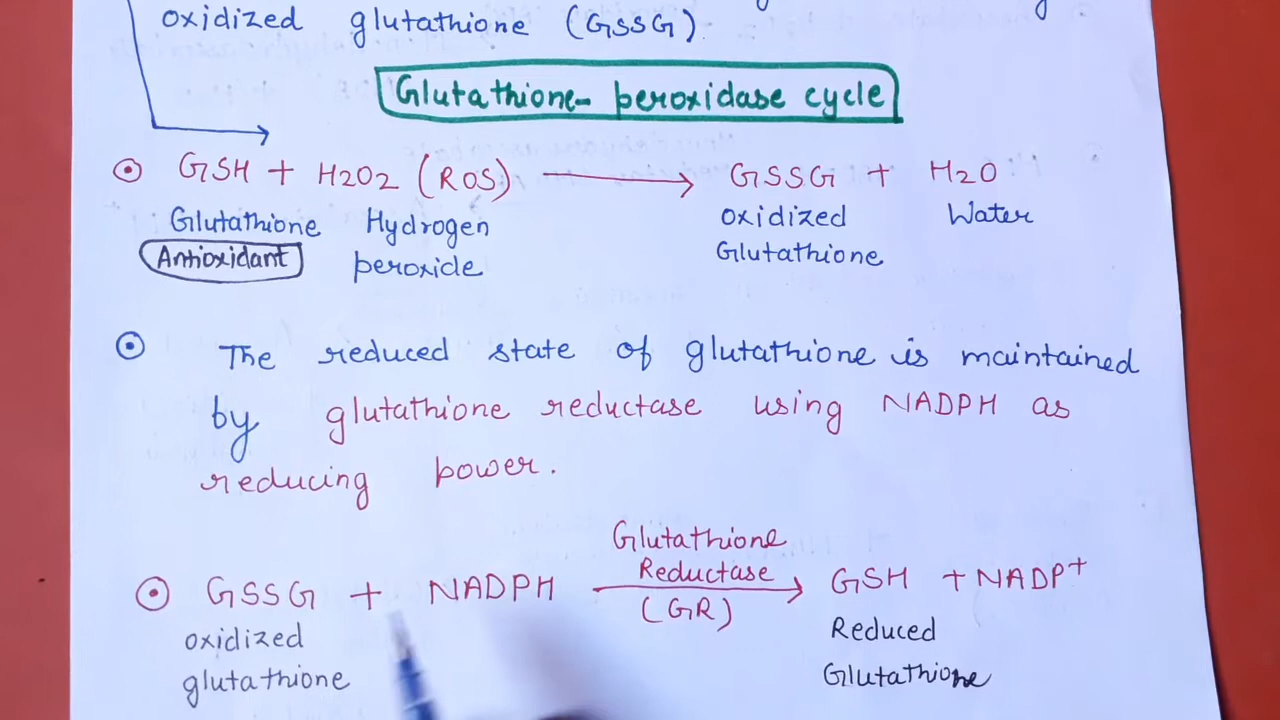 oxidized glutathione (GSSG).
Glutathione- peroxidase cycle
GSH + H2O2 (ROS) → GSSG + H2O
Glutathione Hydrogen oxidized Water
Antioxidant peroxide Glutathione
The reduced state of glutathione is maintained
by glutathione reductase using NADPH as
reducing power.
Glutathione
Reductase
GSSG + NADPH → GSH + NADP+
(GR)
oxidized Reduced
glutathione Glutathione